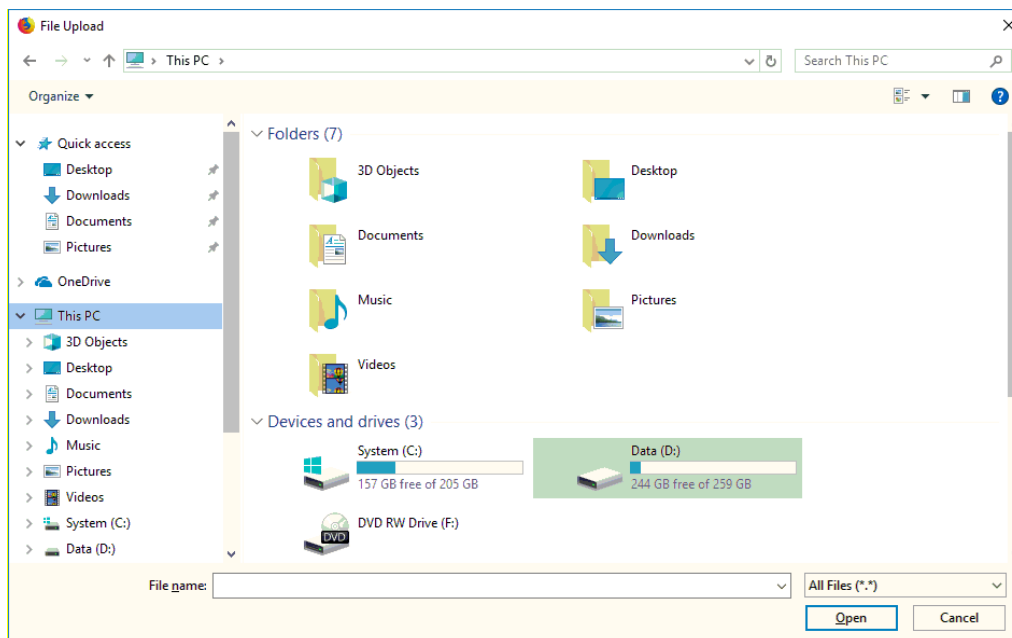 File Upload
This PC
Search This PC
Organize
Quick access
Desktop
Downloads
Documents
Pictures
OneDrive
This PC
3D Objects
Desktop
Documents
Downloads
Music
Pictures
Videos
System (C:)
Data (D:)
Folders (7)
3D Objects
Desktop
Documents
Downloads
Music
Pictures
Videos
Devices and drives (3)
System (C:)
157 GB free of 205 GB
Data (D:)
244 GB free of 259 GB
DVD
DVD RW Drive (F:)
File name:
All Files (*.*)
Open
Cancel